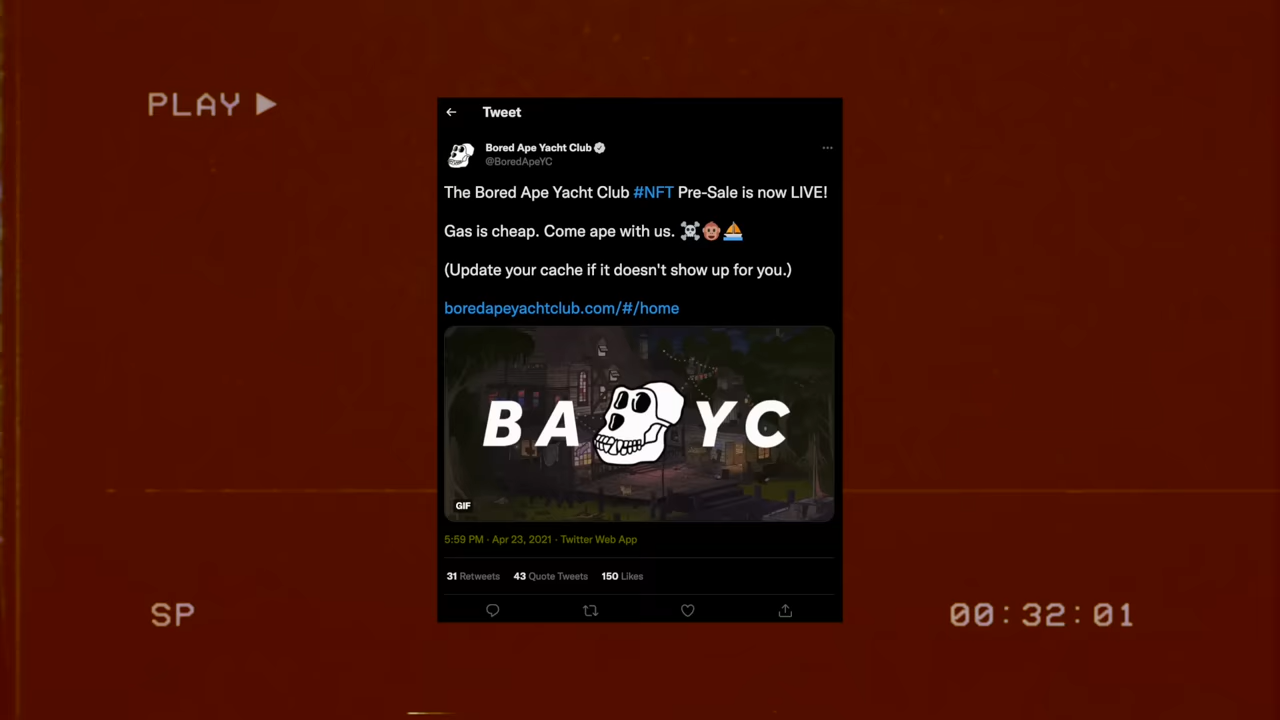 PLAY
Tweet
Bored Ape Yacht Club
@BoredApeYC
The Bored Ape Yacht Club #NFT Pre-Sale is now LIVE!
Gas is cheap. Come ape with us. ☠️🐵⛵
(Update your cache if it doesn't show up for you.)
boredapeyachtclub.com/#/home
BA YC
GIF
5:59 PM · Apr 23, 2021 · Twitter Web App
31 Retweets 43 Quote Tweets 150 Likes
SP
00:32:01